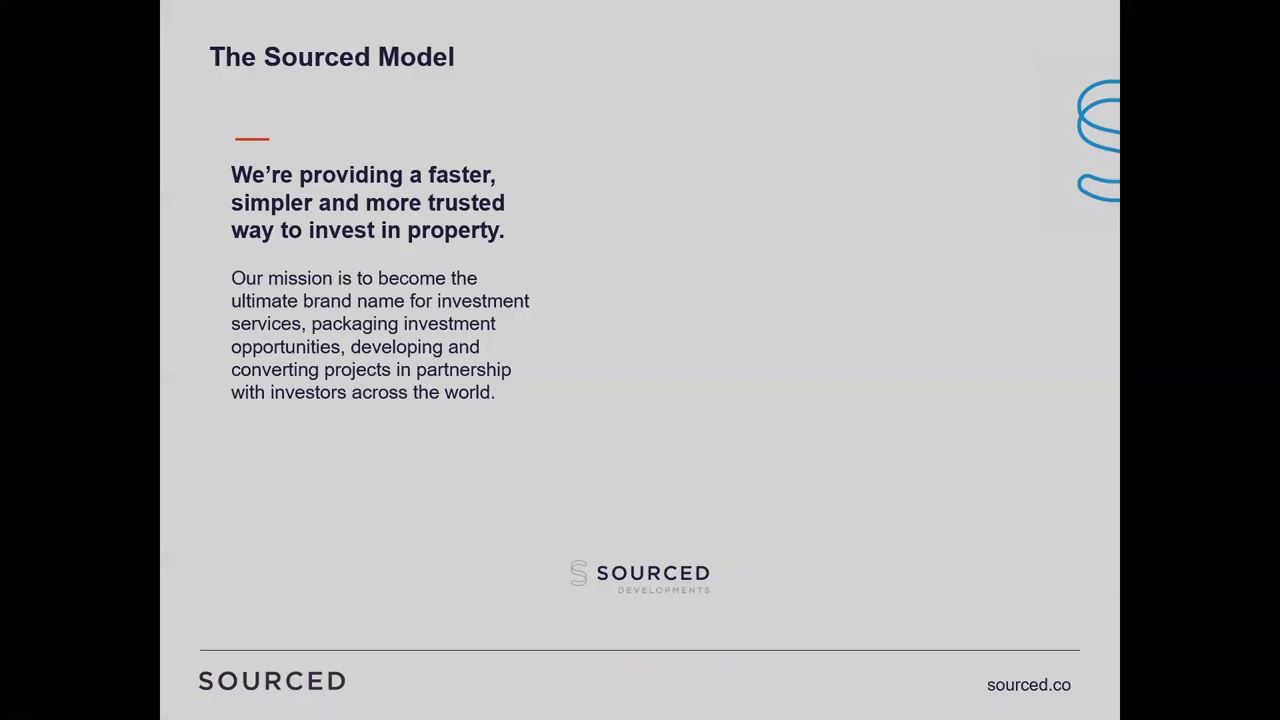 The Sourced Model
We’re providing a faster,
simpler and more trusted
way to invest in property.
Our mission is to become the
ultimate brand name for investment
services, packaging investment
opportunities, developing and
converting projects in partnership
with investors across the world.
SOURCED
DEVELOPMENTS
SOURCED
sourced.co